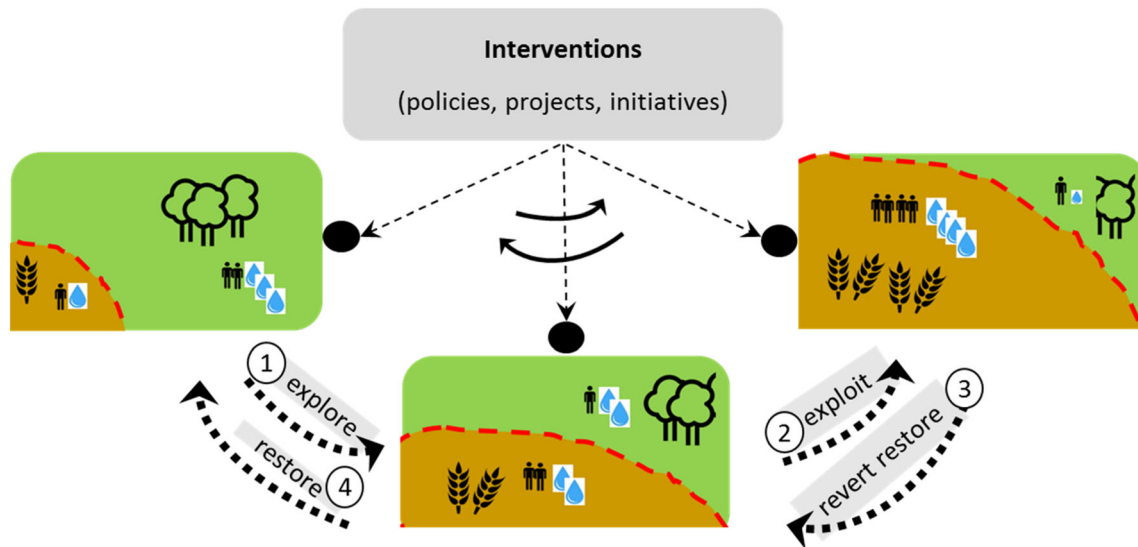 Interventions
(policies, projects, initiatives)
1 explore
restore 4
2 exploit
revert restore 3